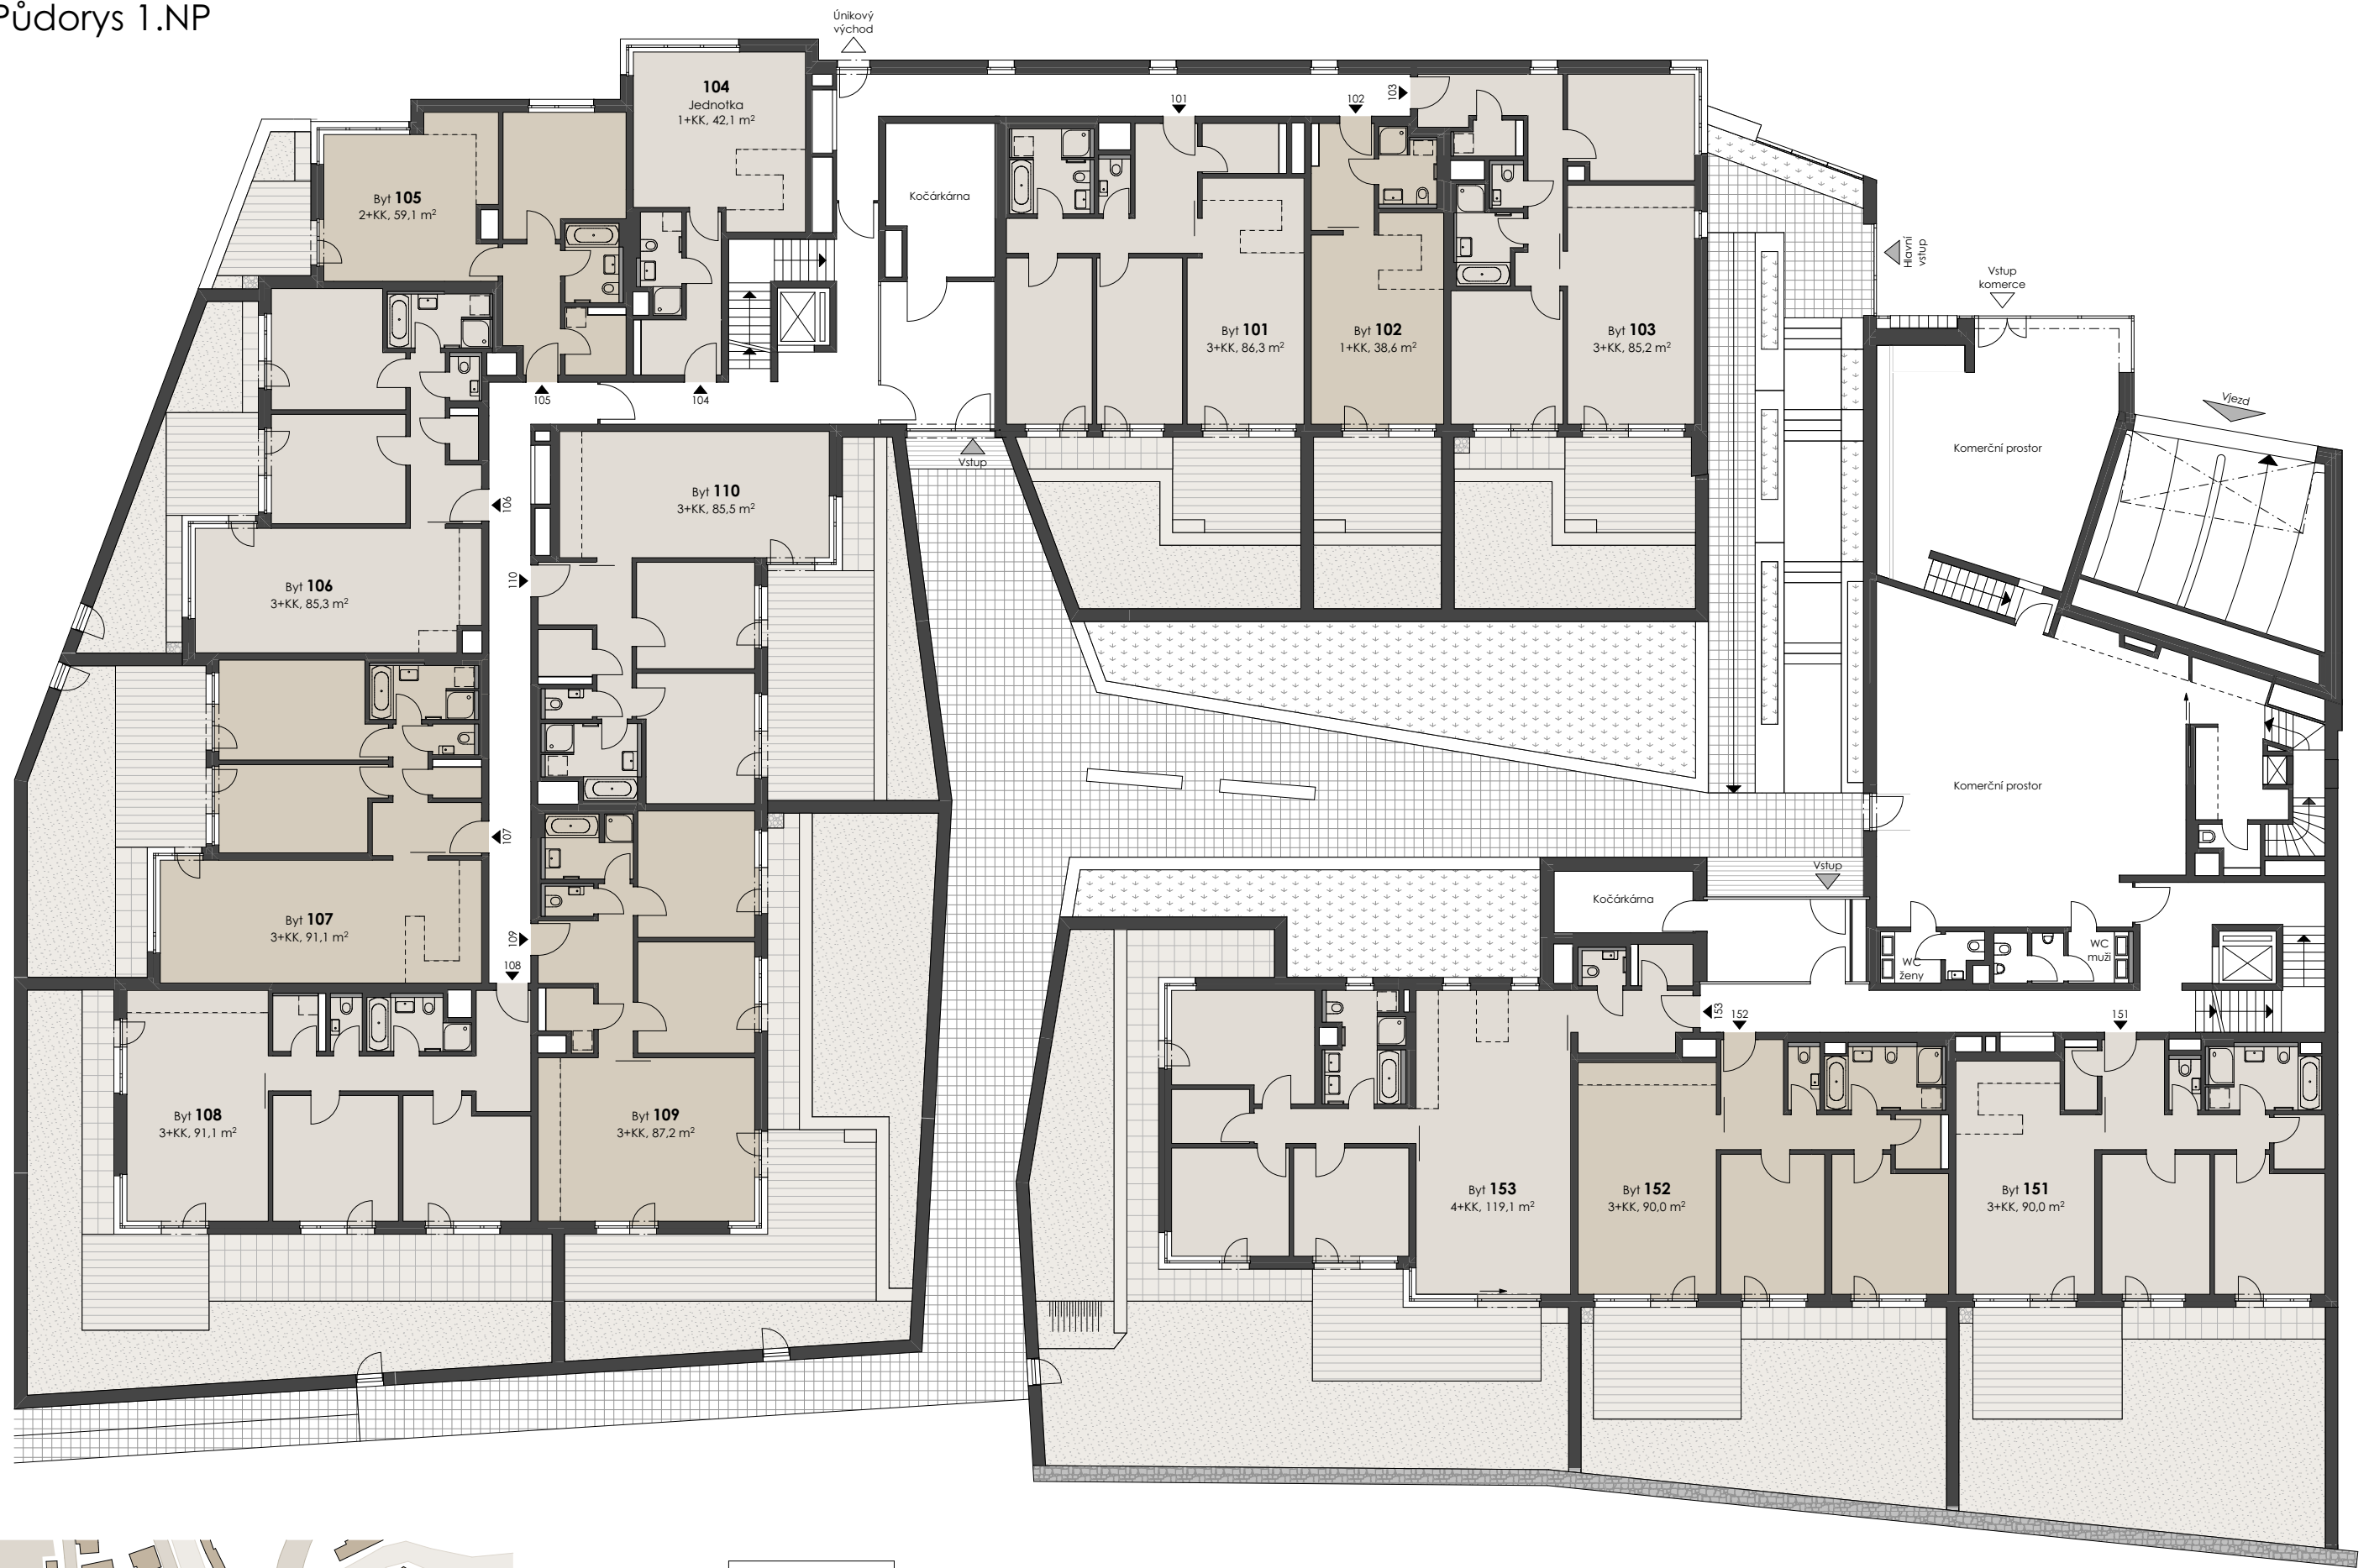 Půdorys 1.NP
Únikový
východ
104
Jednotka
1+KK, 42,1 m²
101
102
103
Kočárkárna
Byt 105
2+KK, 59,1 m²
Hlavní
vstup
Vstup
komerce
Byt 101
3+KK, 86,3 m²
Byt 102
1+KK, 38,6 m²
Byt 103
3+KK, 85,2 m²
105
104
Vjezd
Komerční prostor
Vstup
106
Byt 110
3+KK, 85,5 m²
110
Byt 106
3+KK, 85,3 m²
Komerční prostor
107
Vstup
Kočárkárna
Byt 107
3+KK, 91,1 m²
109
108
WC
ženy
WC
muži
153
152
151
Byt 108
3+KK, 91,1 m²
Byt 109
3+KK, 87,2 m²
Byt 153
4+KK, 119,1 m²
Byt 152
3+KK, 90,0 m²
Byt 151
3+KK, 90,0 m²